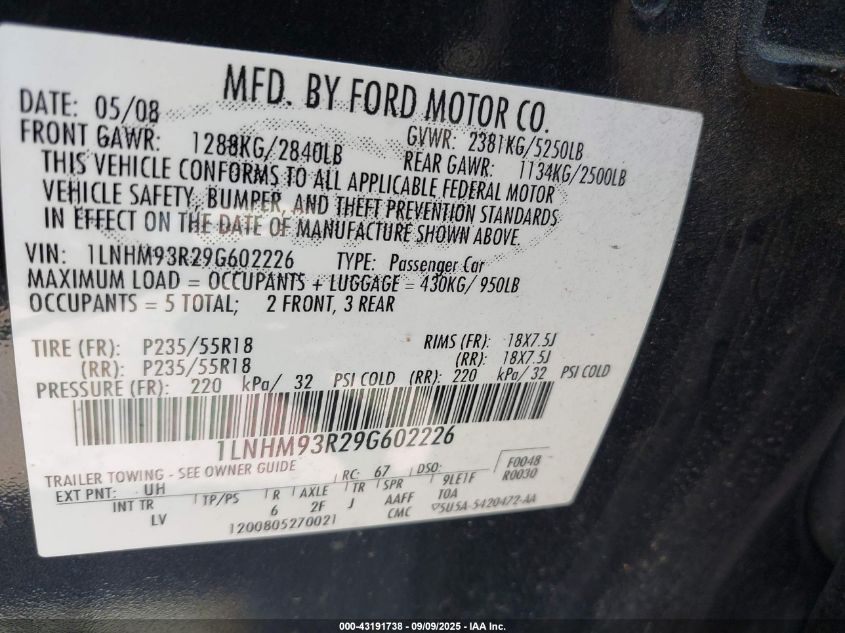 MFD. BY FORD MOTOR CO.
DATE: 05/08 GVWR: 2381KG/5250LB
FRONT GAWR: 1288KG/2840LB REAR GAWR: 1134KG/2500LB
THIS VEHICLE CONFORMS TO ALL APPLICABLE FEDERAL MOTOR
VEHICLE SAFETY, BUMPER, AND THEFT PREVENTION STANDARDS
IN EFFECT ON THE DATE OF MANUFACTURE SHOWN ABOVE.
VIN: 1LNHM93R29G602226 TYPE: Passenger Car
MAXIMUM LOAD = OCCUPANTS + LUGGAGE = 430KG/ 950LB
OCCUPANTS = 5 TOTAL; 2 FRONT, 3 REAR
TIRE (FR): P235/55R18 RIMS (FR): 18X7.5J
(RR): P235/55R18 (RR): 18X7.5J
PRESSURE (FR): 220 kPa/ 32 PSI COLD (RR): 220 kPa/ 32 PSI COLD
1LNHM93R29G602226
TRAILER TOWING - SEE OWNER GUIDE RC: 67 DSO: F0048
EXT PNT: UH R0030
INT TR TP/PS R AXLE TR SPR 9LE1F
LV 6 2F J AAFF T0A
1200805270021 CMC 5U5A-5420472-AA
000-43191738 - 09/09/2025 - IAA Inc.